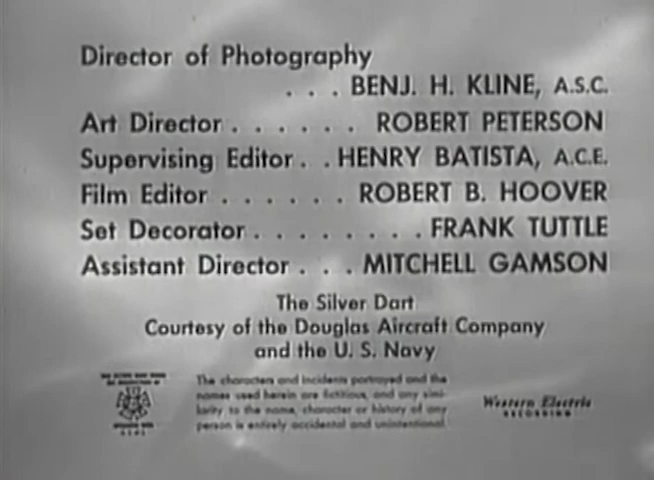 Director of Photography
. . . BENJ. H. KLINE, A.S.C.
Art Director . . . . . . ROBERT PETERSON
Supervising Editor . . HENRY BATISTA, A.C.E.
Film Editor . . . . . . ROBERT B. HOOVER
Set Decorator . . . . . . . . FRANK TUTTLE
Assistant Director . . . MITCHELL GAMSON
The Silver Dart
Courtesy of the Douglas Aircraft Company
and the U. S. Navy
The characters and incidents portrayed and the
names used herein are fictitious, and any simi-
larity to the name, character or history of any
person is entirely accidental and unintentional.
Western Electric
RECORDING